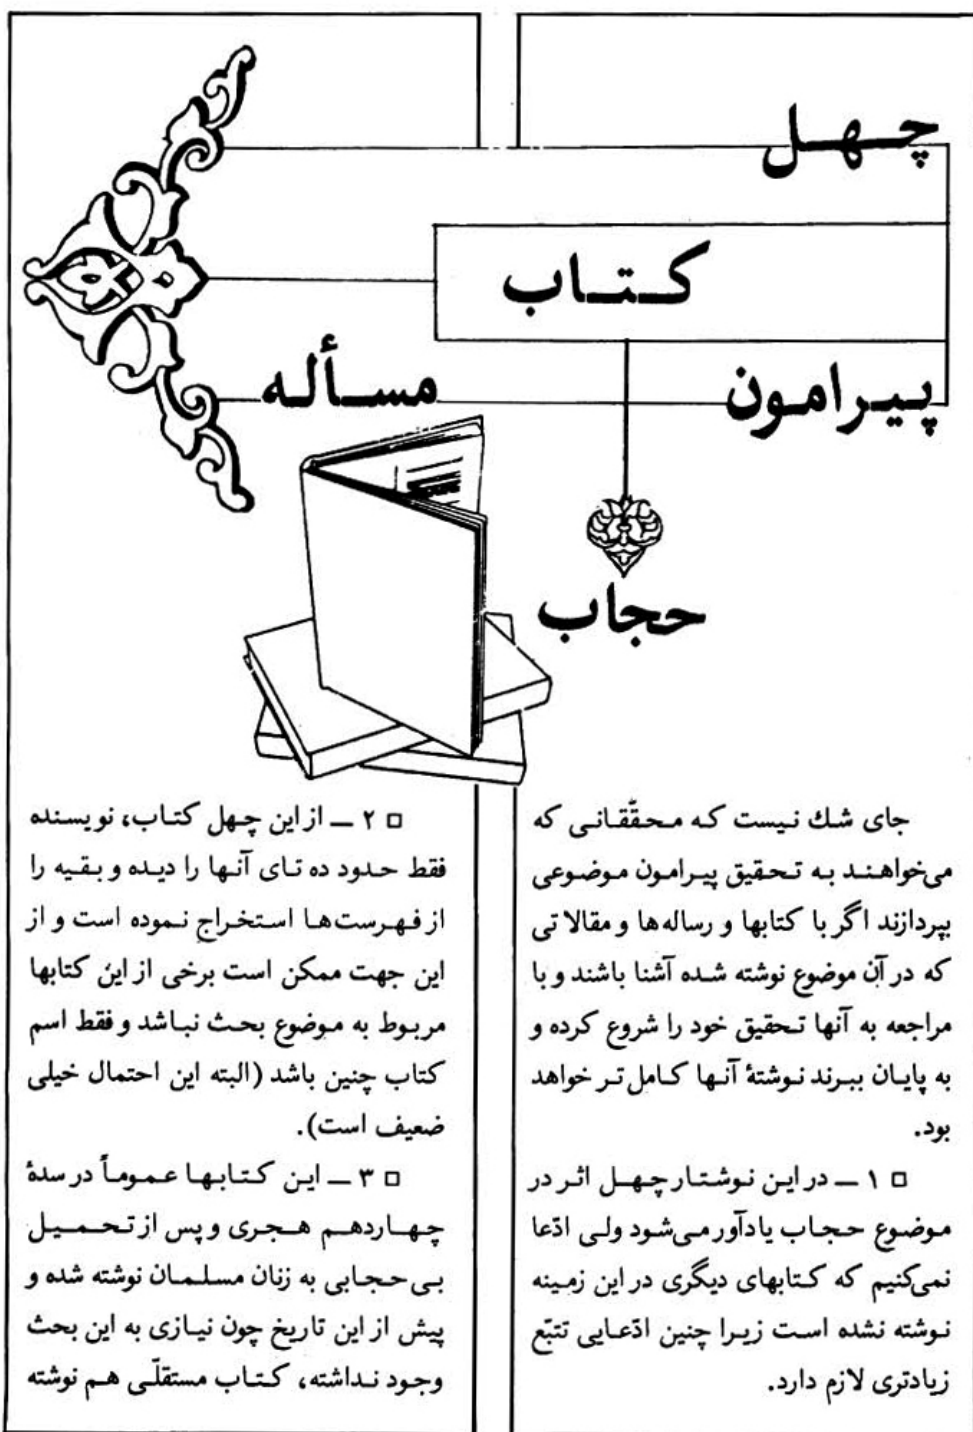 چهل
کتاب
پیرامون مسأله
حجاب
جای شك نیست که محقّقانی که
می‌خواهند به تحقیق پیرامون موضوعی
بپردازند اگر با کتابها و رساله‌ها و مقالاتی
که در آن موضوع نوشته شده آشنا باشند و با
مراجعه به آنها تحقیق خود را شروع کرده و
به پایان ببرند نوشتهٔ آنها کامل‌تر خواهد
بود.
□ ۱ ــ در این نوشتار چهل اثر در
موضوع حجاب یادآور می‌شود ولی ادّعا
نمی‌کنیم که کتابهای دیگری در این زمینه
نوشته نشده است زیرا چنین ادّعایی تتبّع
زیادتری لازم دارد.
□ ۲ ــ از این چهل کتاب، نویسنده
فقط حدود ده تای آنها را دیده و بقیه را
از فهرست‌ها استخراج نموده است و از
این جهت ممکن است برخی از این کتابها
مربوط به موضوع بحث نباشد و فقط اسم
کتاب چنین باشد (البته این احتمال خیلی
ضعیف است).
□ ۳ ــ این کتابها عموماً در سدهٔ
چهاردهم هجری و پس از تحمیل
بی‌حجابی به زنان مسلمان نوشته شده و
پیش از این تاریخ چون نیازی به این بحث
وجود نداشته، کتاب مستقلّی هم نوشته